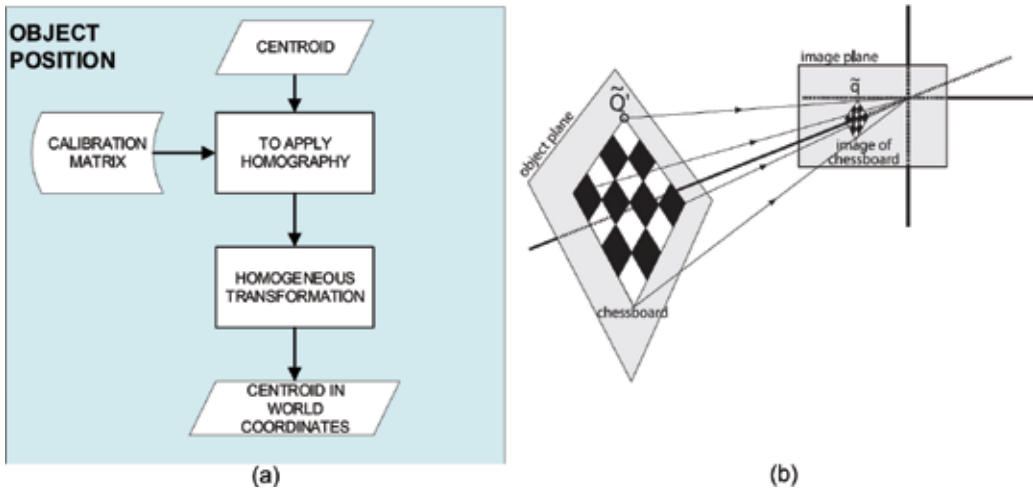 OBJECT
POSITION
CENTROID
CALIBRATION
MATRIX
TO APPLY
HOMOGRAPHY
HOMOGENEOUS
TRANSFORMATION
CENTROID IN
WORLD
COORDINATES
(a)
image plane
q̃
image of
chessboard
object plane
Q̃'
chessboard
(b)